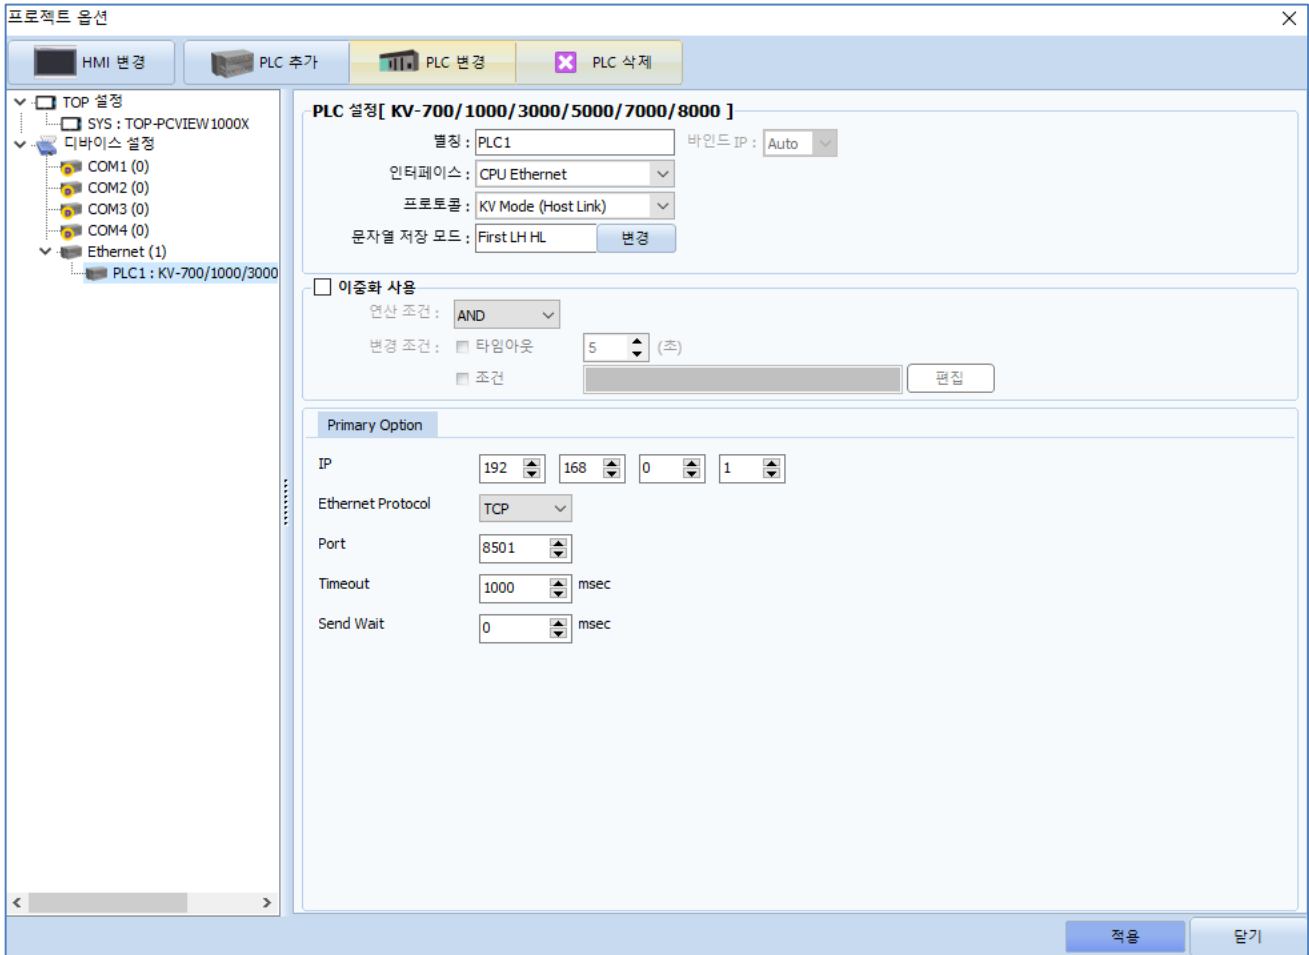 프로젝트 옵션
HMI 변경
PLC 추가
PLC 변경
PLC 삭제
TOP 설정
SYS : TOP-PCVIEW1000X
디바이스 설정
COM1 (0)
COM2 (0)
COM3 (0)
COM4 (0)
Ethernet (1)
PLC1 : KV-700/1000/3000
PLC 설정[ KV-700/1000/3000/5000/7000/8000 ]
별칭 : PLC1 바인드 IP : Auto
인터페이스 : CPU Ethernet
프로토콜 : KV Mode (Host Link)
문자열 저장 모드 : First LH HL 변경
이중화 사용
연산 조건 : AND
변경 조건 : 타임아웃 5 (초)
조건 편집
Primary Option
IP 192 168 0 1
Ethernet Protocol TCP
Port 8501
Timeout 1000 msec
Send Wait 0 msec
적용 닫기